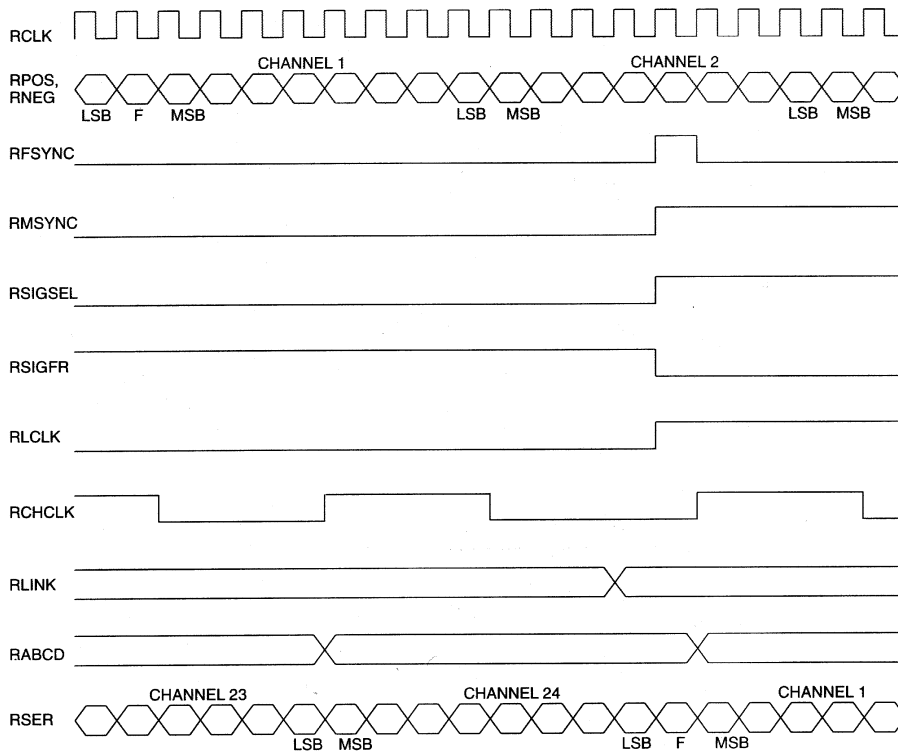 RCLK
CHANNEL 1 CHANNEL 2
RPOS,
RNEG
LSB F MSB LSB MSB LSB MSB
RFSYNC
RMSYNC
RSIGSEL
RSIGFR
RLCLK
RCHCLK
RLINK
RABCD
CHANNEL 23 CHANNEL 24 CHANNEL 1
RSER
LSB MSB LSB F MSB